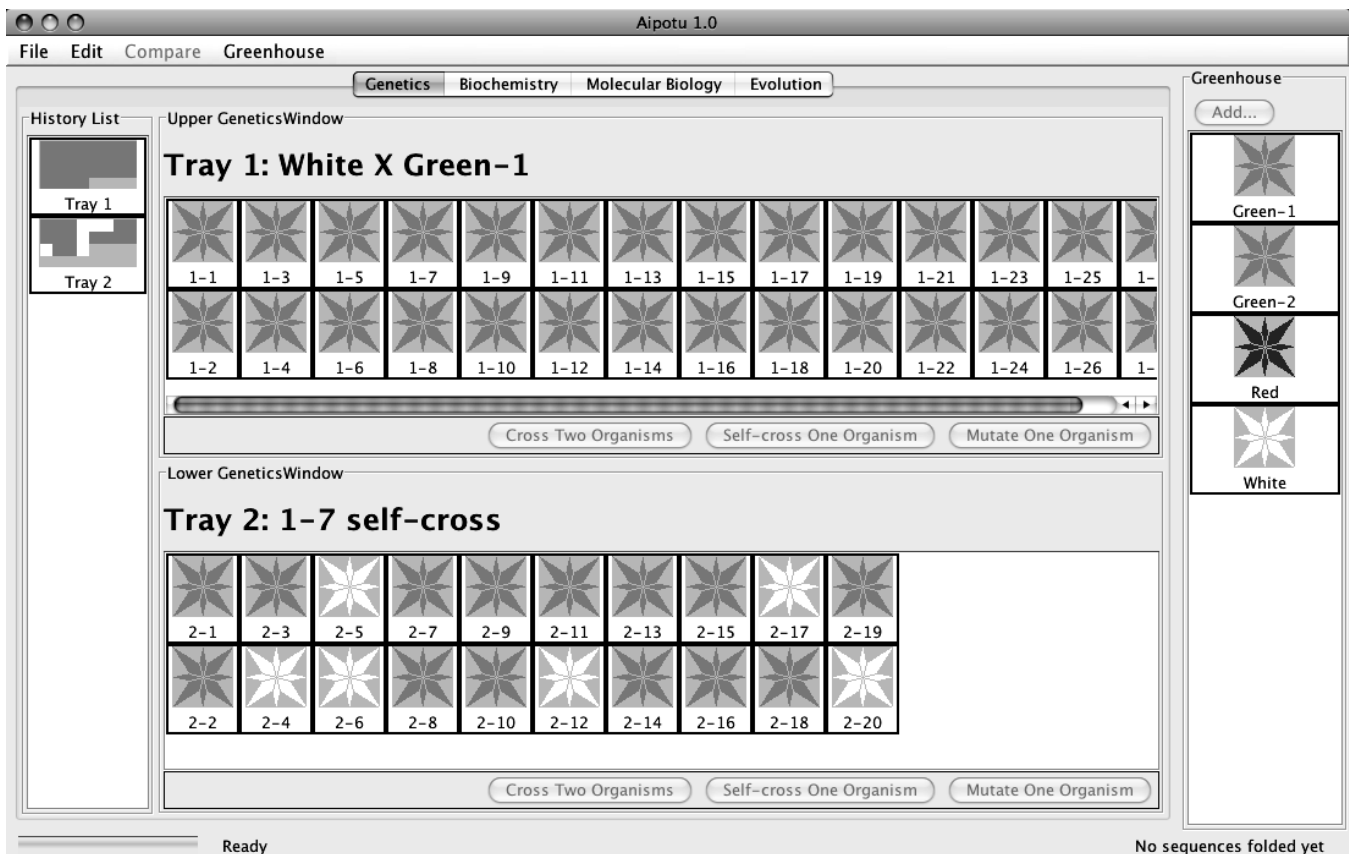 Aipotu 1.0
File Edit Compare Greenhouse
Genetics Biochemistry Molecular Biology Evolution
History List
Tray 1
Tray 2
Upper GeneticsWindow
Tray 1: White X Green-1
1-1 1-3 1-5 1-7 1-9 1-11 1-13 1-15 1-17 1-19 1-21 1-23 1-25 1-
1-2 1-4 1-6 1-8 1-10 1-12 1-14 1-16 1-18 1-20 1-22 1-24 1-26 1-
Cross Two Organisms Self-cross One Organism Mutate One Organism
Lower GeneticsWindow
Tray 2: 1-7 self-cross
2-1 2-3 2-5 2-7 2-9 2-11 2-13 2-15 2-17 2-19
2-2 2-4 2-6 2-8 2-10 2-12 2-14 2-16 2-18 2-20
Cross Two Organisms Self-cross One Organism Mutate One Organism
Greenhouse
Add...
Green-1
Green-2
Red
White
Ready
No sequences folded yet